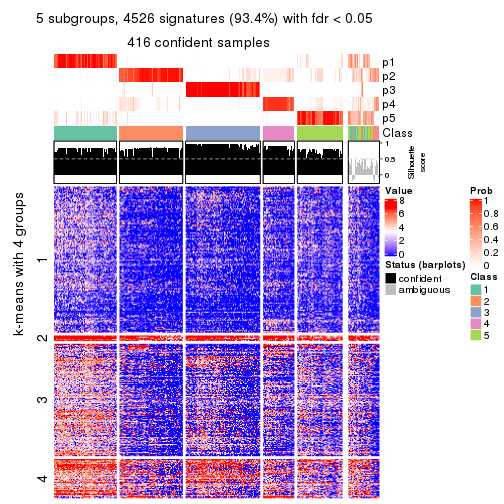 5 subgroups, 4526 signatures (93.4%) with fdr < 0.05
416 confident samples
p1
p2
p3
p4
p5
Class
1
0.5
0
Silhouette
score
k-means with 4 groups
1
2
3
4
Value
8
6
4
2
0
Status (barplots)
confident
ambiguous
Prob
1
0.8
0.6
0.4
0.2
0
Class
1
2
3
4
5